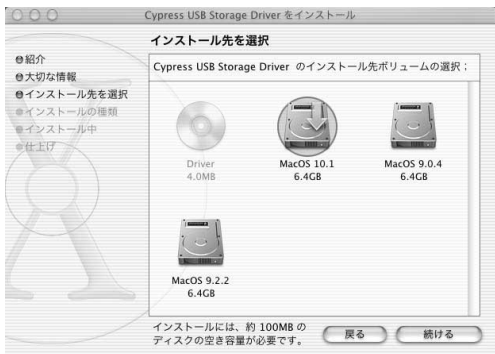 Cypress USB Storage Driver をインストール
インストール先を選択
紹介
大切な情報
インストール先を選択
インストールの種類
インストール中
仕上げ
Cypress USB Storage Driver のインストール先ボリュームの選択：
Driver
4.0MB
MacOS 10.1
6.4GB
MacOS 9.0.4
6.4GB
MacOS 9.2.2
6.4GB
インストールには、約 100MB の
ディスクの空き容量が必要です。
戻る
続ける